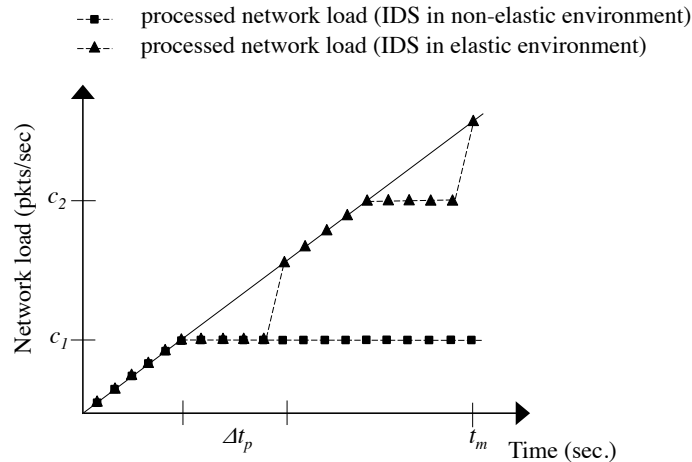 processed network load (IDS in non-elastic environment)
processed network load (IDS in elastic environment)
Network load (pkts/sec)
c2
c1
Δtp
tm
Time (sec.)